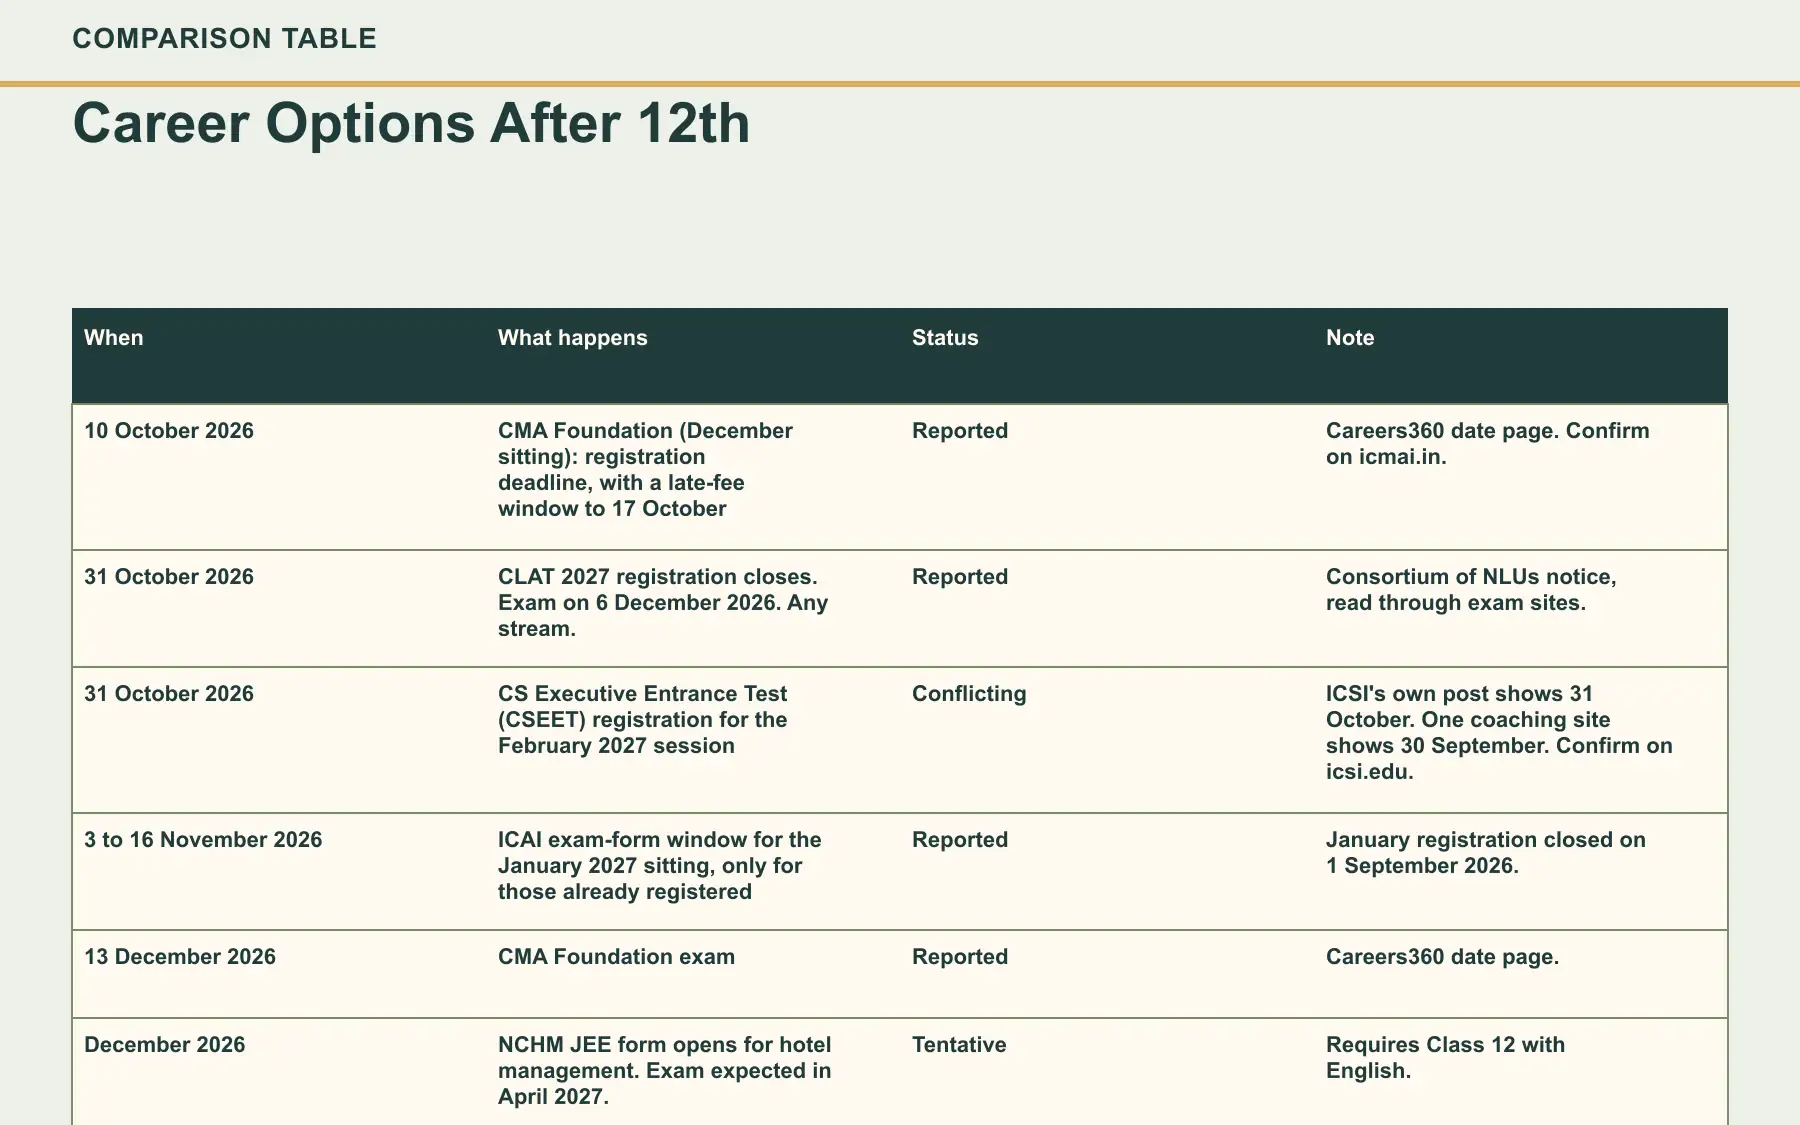 COMPARISON TABLE
Career Options After 12th
When
What happens
Status
Note
10 October 2026
CMA Foundation (December
sitting): registration
deadline, with a late-fee
window to 17 October
Reported
Careers360 date page. Confirm
on icmai.in.
31 October 2026
CLAT 2027 registration closes.
Exam on 6 December 2026. Any
stream.
Reported
Consortium of NLUs notice,
read through exam sites.
31 October 2026
CS Executive Entrance Test
(CSEET) registration for the
February 2027 session
Conflicting
ICSI's own post shows 31
October. One coaching site
shows 30 September. Confirm on
icsi.edu.
3 to 16 November 2026
ICAI exam-form window for the
January 2027 sitting, only for
those already registered
Reported
January registration closed on
1 September 2026.
13 December 2026
CMA Foundation exam
Reported
Careers360 date page.
December 2026
NCHM JEE form opens for hotel
management. Exam expected in
April 2027.
Tentative
Requires Class 12 with
English.